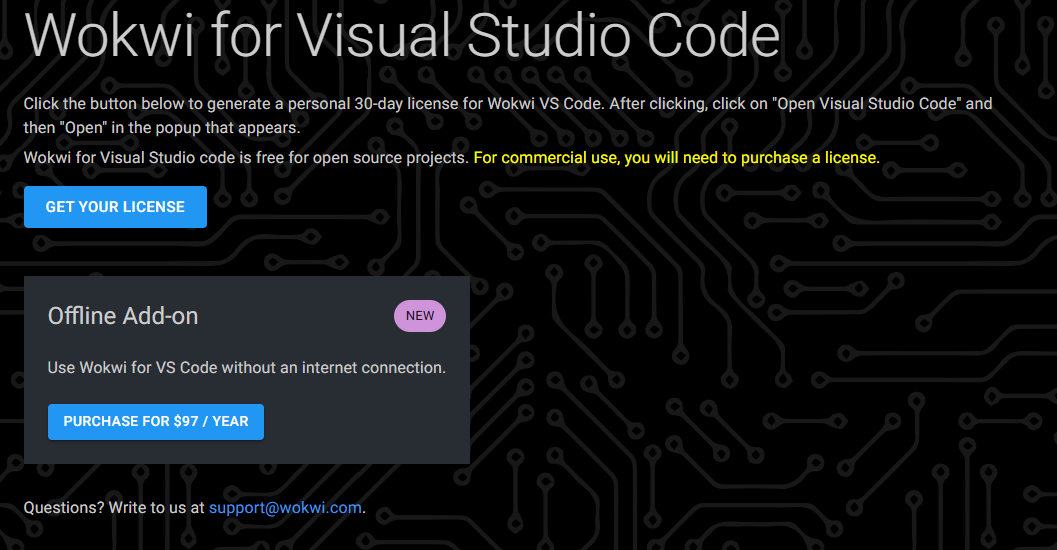 Wokwi for Visual Studio Code
Click the button below to generate a personal 30-day license for Wokwi VS Code. After clicking, click on "Open Visual Studio Code" and
then "Open" in the popup that appears.
Wokwi for Visual Studio code is free for open source projects. For commercial use, you will need to purchase a license.
GET YOUR LICENSE
Offline Add-on
NEW
Use Wokwi for VS Code without an internet connection.
PURCHASE FOR $97 / YEAR
Questions? Write to us at support@wokwi.com.